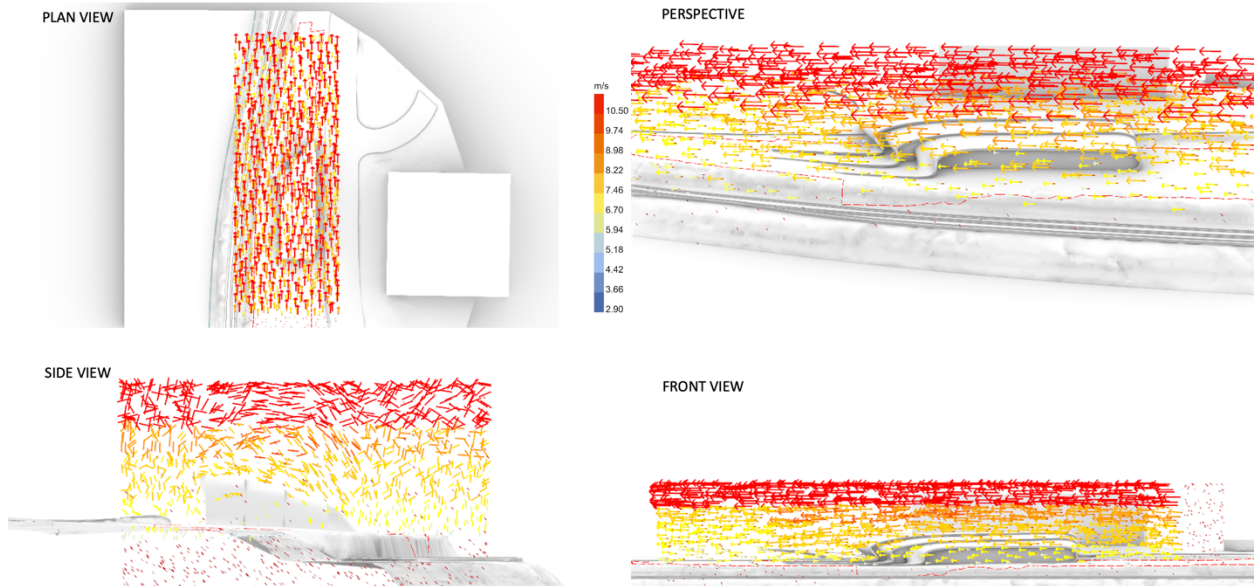 PLAN VIEW
PERSPECTIVE
m/s
10.50
9.74
8.98
8.22
7.46
6.70
5.94
5.18
4.42
3.66
2.90
SIDE VIEW
FRONT VIEW